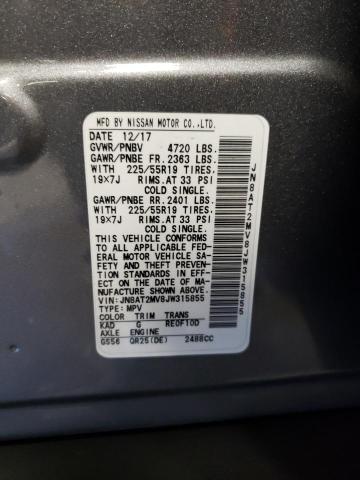 MFD BY NISSAN MOTOR CO.,LTD.
DATE 12/17
GVWR/PNBV 4720 LBS.
GAWR/PNBE FR. 2363 LBS.
WITH 225/55R19 TIRES,
19×7J RIMS.AT 33 PSI
COLD SINGLE.
GAWR/PNBE RR. 2401 LBS.
WITH 225/55R19 TIRES,
19×7J RIMS.AT 33 PSI
COLD SINGLE.
THIS VEHICLE CONFORMS
TO ALL APPLICABLE FED-
ERAL MOTOR VEHICLE SA-
FETY AND THEFT PREVEN-
TION STANDARDS IN EFF-
ECT ON THE DATE OF MA-
NUFACTURE SHOWN ABOVE.
VIN: JN8AT2MV8JW315855
TYPE: MPV
COLOR TRIM TRANS
KAD G RE0F10D
AXLE ENGINE
GS56 QR25(DE) 2488CC
JN8AT2MV8JW315855